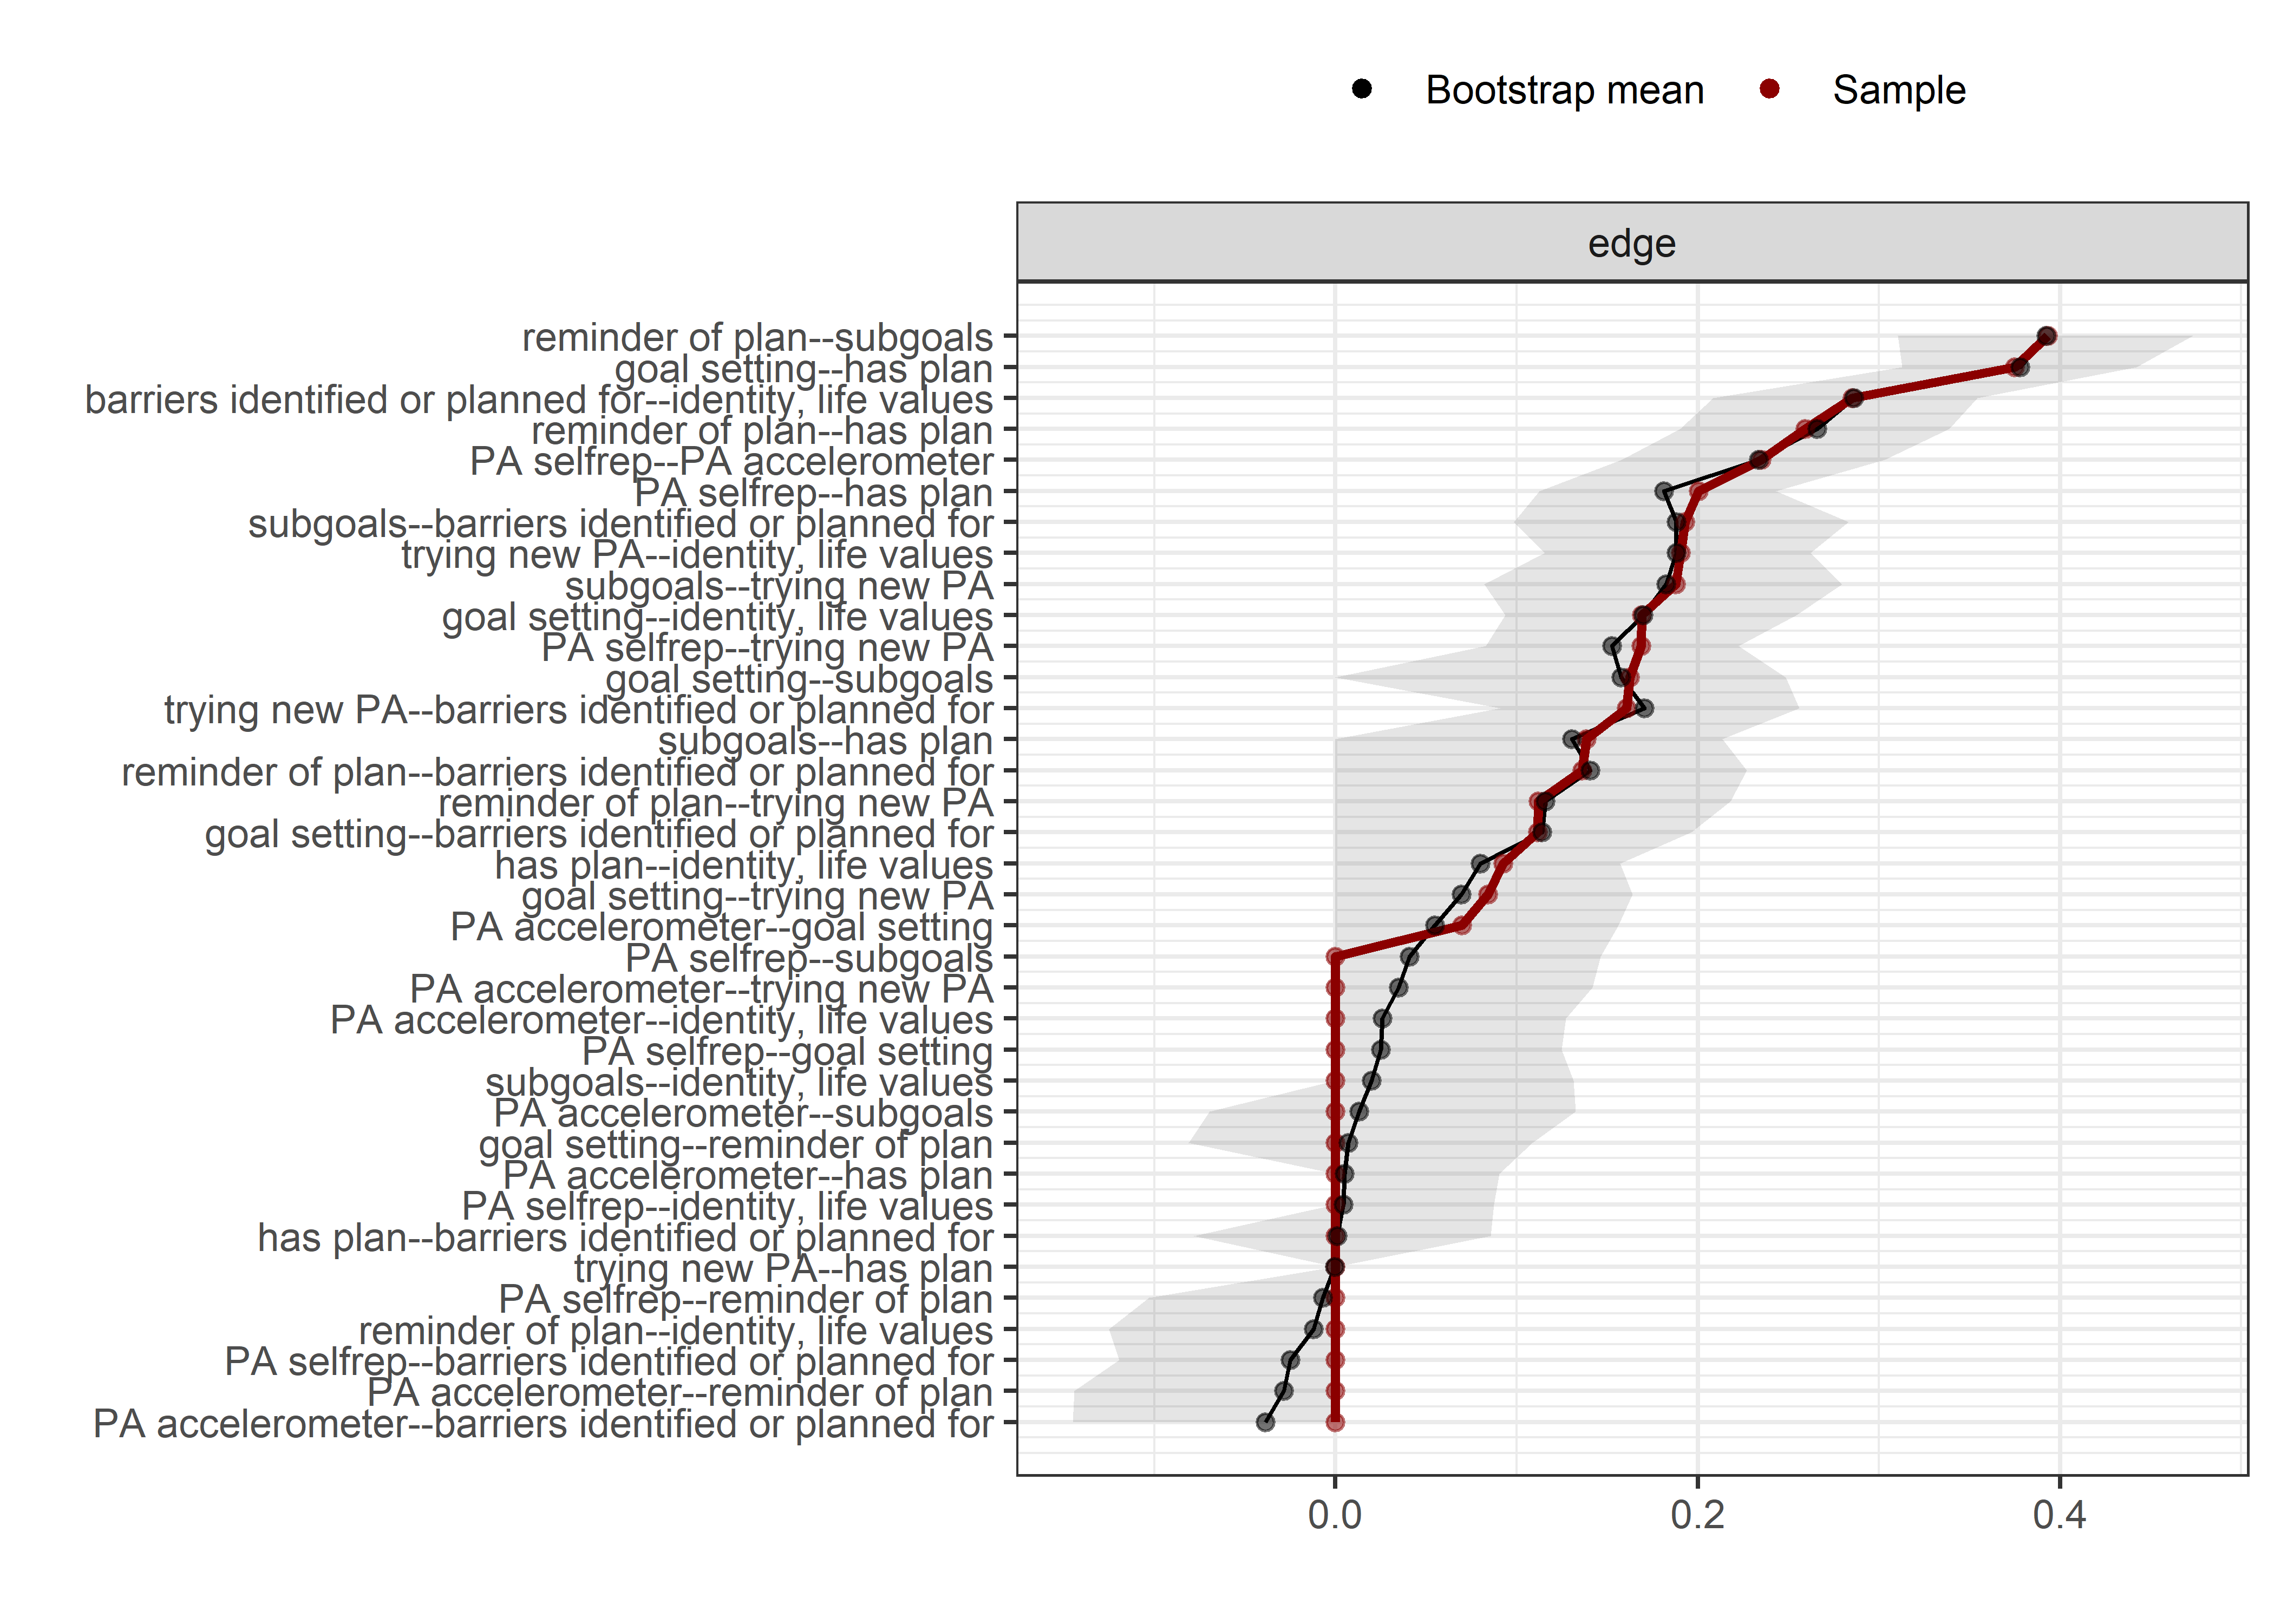 Bootstrap mean Sample
edge
reminder of plan--subgoals
goal setting--has plan
barriers identified or planned for--identity, life values
reminder of plan--has plan
PA selfrep--PA accelerometer
PA selfrep--has plan
subgoals--barriers identified or planned for
trying new PA--identity, life values
subgoals--trying new PA
goal setting--identity, life values
PA selfrep--trying new PA
goal setting--subgoals
trying new PA--barriers identified or planned for
subgoals--has plan
reminder of plan--barriers identified or planned for
reminder of plan--trying new PA
goal setting--barriers identified or planned for
has plan--identity, life values
goal setting--trying new PA
PA accelerometer--goal setting
PA selfrep--subgoals
PA accelerometer--trying new PA
PA accelerometer--identity, life values
PA selfrep--goal setting
subgoals--identity, life values
PA accelerometer--subgoals
goal setting--reminder of plan
PA accelerometer--has plan
PA selfrep--identity, life values
has plan--barriers identified or planned for
trying new PA--has plan
PA selfrep--reminder of plan
reminder of plan--identity, life values
PA selfrep--barriers identified or planned for
PA accelerometer--reminder of plan
PA accelerometer--barriers identified or planned for
0.0 0.2 0.4